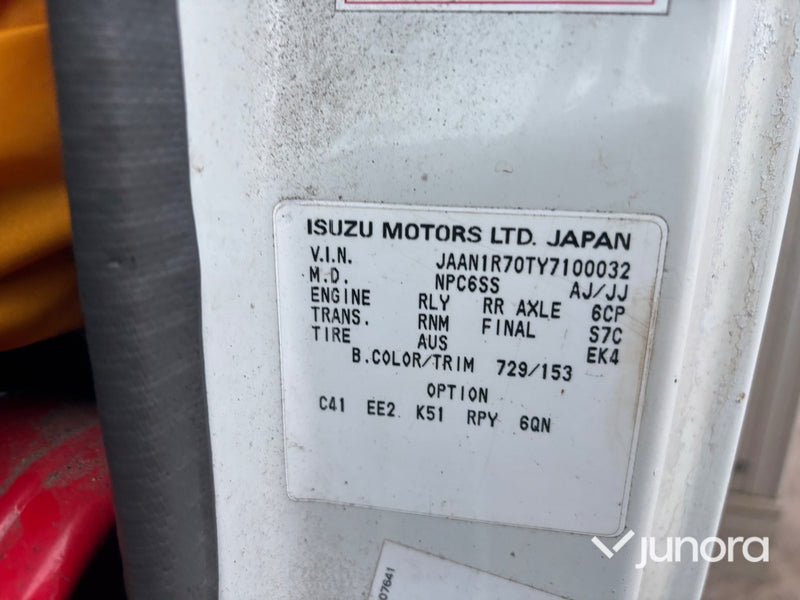 ISUZU MOTORS LTD. JAPAN
V.I.N. JAAN1R70TY7100032
M.D. NPC6SS AJ/JJ
ENGINE RLY RR AXLE 6CP
TRANS. RNM FINAL S7C
TIRE AUS EK4
B.COLOR/TRIM 729/153
OPTION
C41 EE2 K51 RPY 6QN
07641
junora